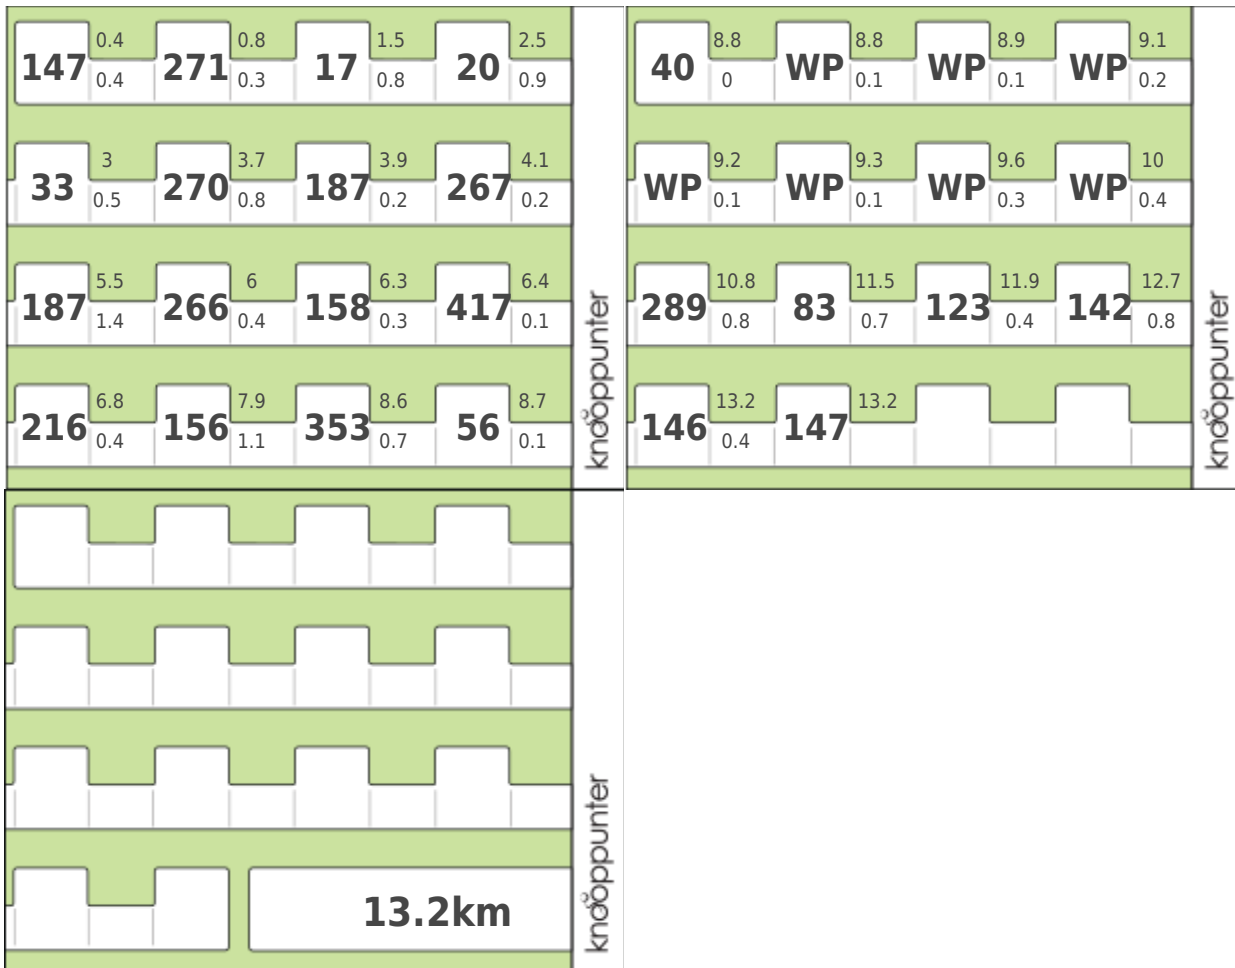 0.4 0.8 1.5 2.5
147 271 17 20
0.4 0.3 0.8 0.9
3 3.7 3.9 4.1
33 270 187 267
0.5 0.8 0.2 0.2
5.5 6 6.3 6.4
187 266 158 417
1.4 0.4 0.3 0.1
6.8 7.9 8.6 8.7
216 156 353 56
0.4 1.1 0.7 0.1
knooppunter
8.8 8.8 8.9 9.1
40 WP WP WP
0 0.1 0.1 0.2
9.2 9.3 9.6 10
WP WP WP WP
0.1 0.1 0.3 0.4
10.8 11.5 11.9 12.7
289 83 123 142
0.8 0.7 0.4 0.8
13.2 13.2
146 147
0.4
knooppunter
13.2km
knooppunter